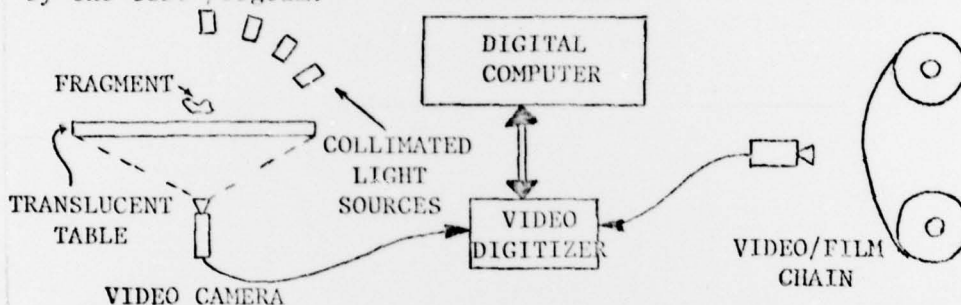 DIGITAL
COMPUTER
FRAGMENT
COLLIMATED
LIGHT
SOURCES
TRANSLUCENT
TABLE
VIDEO
DIGITIZER
VIDEO/FILM
CHAIN
VIDEO CAMERA